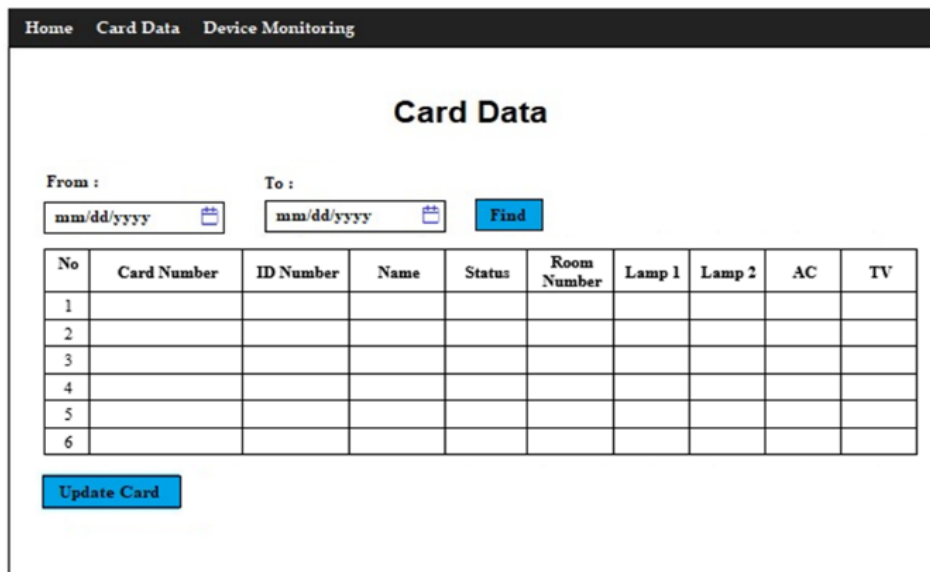 Home Card Data Device Monitoring
Card Data
From : To :
mm/dd/yyyy mm/dd/yyyy Find
No Card Number ID Number Name Status Room Number Lamp 1 Lamp 2 AC TV
1
2
3
4
5
6
Update Card